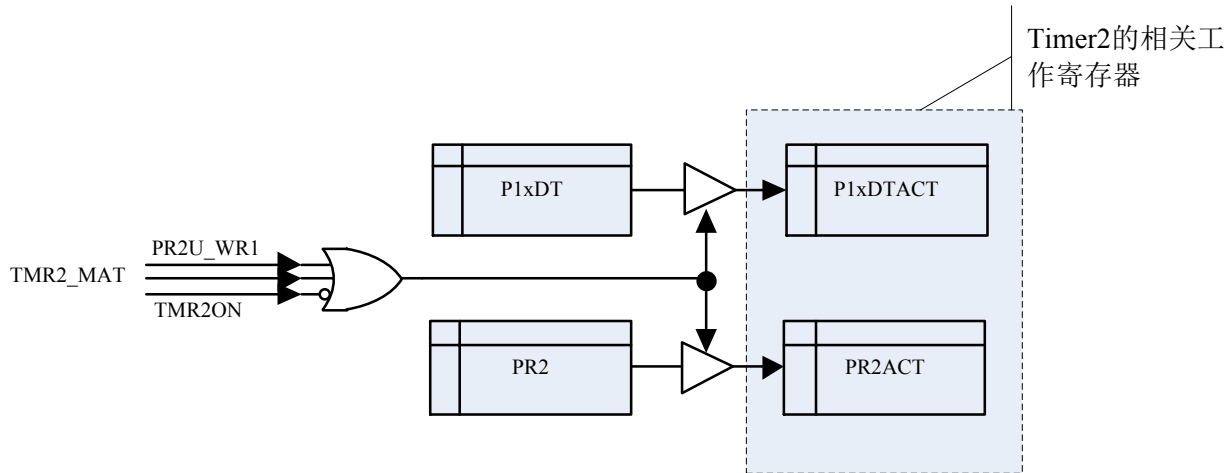 Timer2的相关工
作寄存器
P1xDT
P1xDTACT
PR2U_WR1
TMR2_MAT
TMR2ON
PR2
PR2ACT